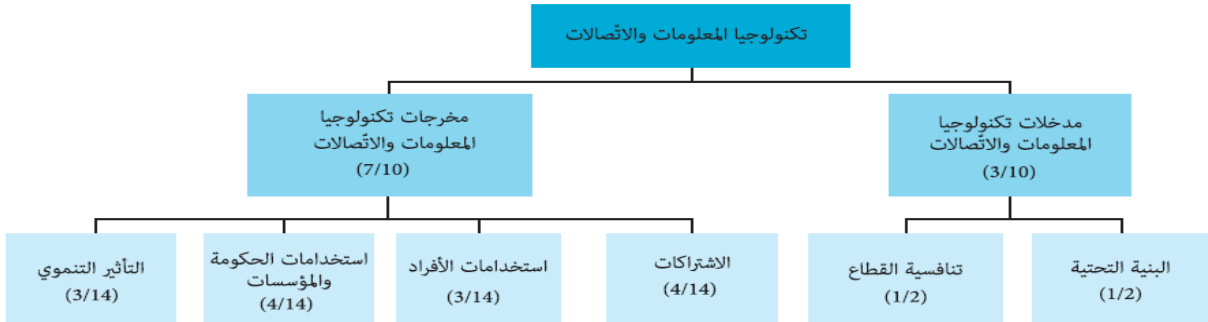 تكنولوجيا المعلومات والاتّصالات
مدخلات تكنولوجيا
المعلومات والاتّصالات
(3/10)
مخرجات تكنولوجيا
المعلومات والاتّصالات
(7/10)
البنية التحتية
(1/2)
تنافسية القطاع
(1/2)
الاشتراكات
(4/14)
استخدامات الأفراد
(3/14)
استخدامات الحكومة
والمؤسسات
(4/14)
التأثير التنموي
(3/14)